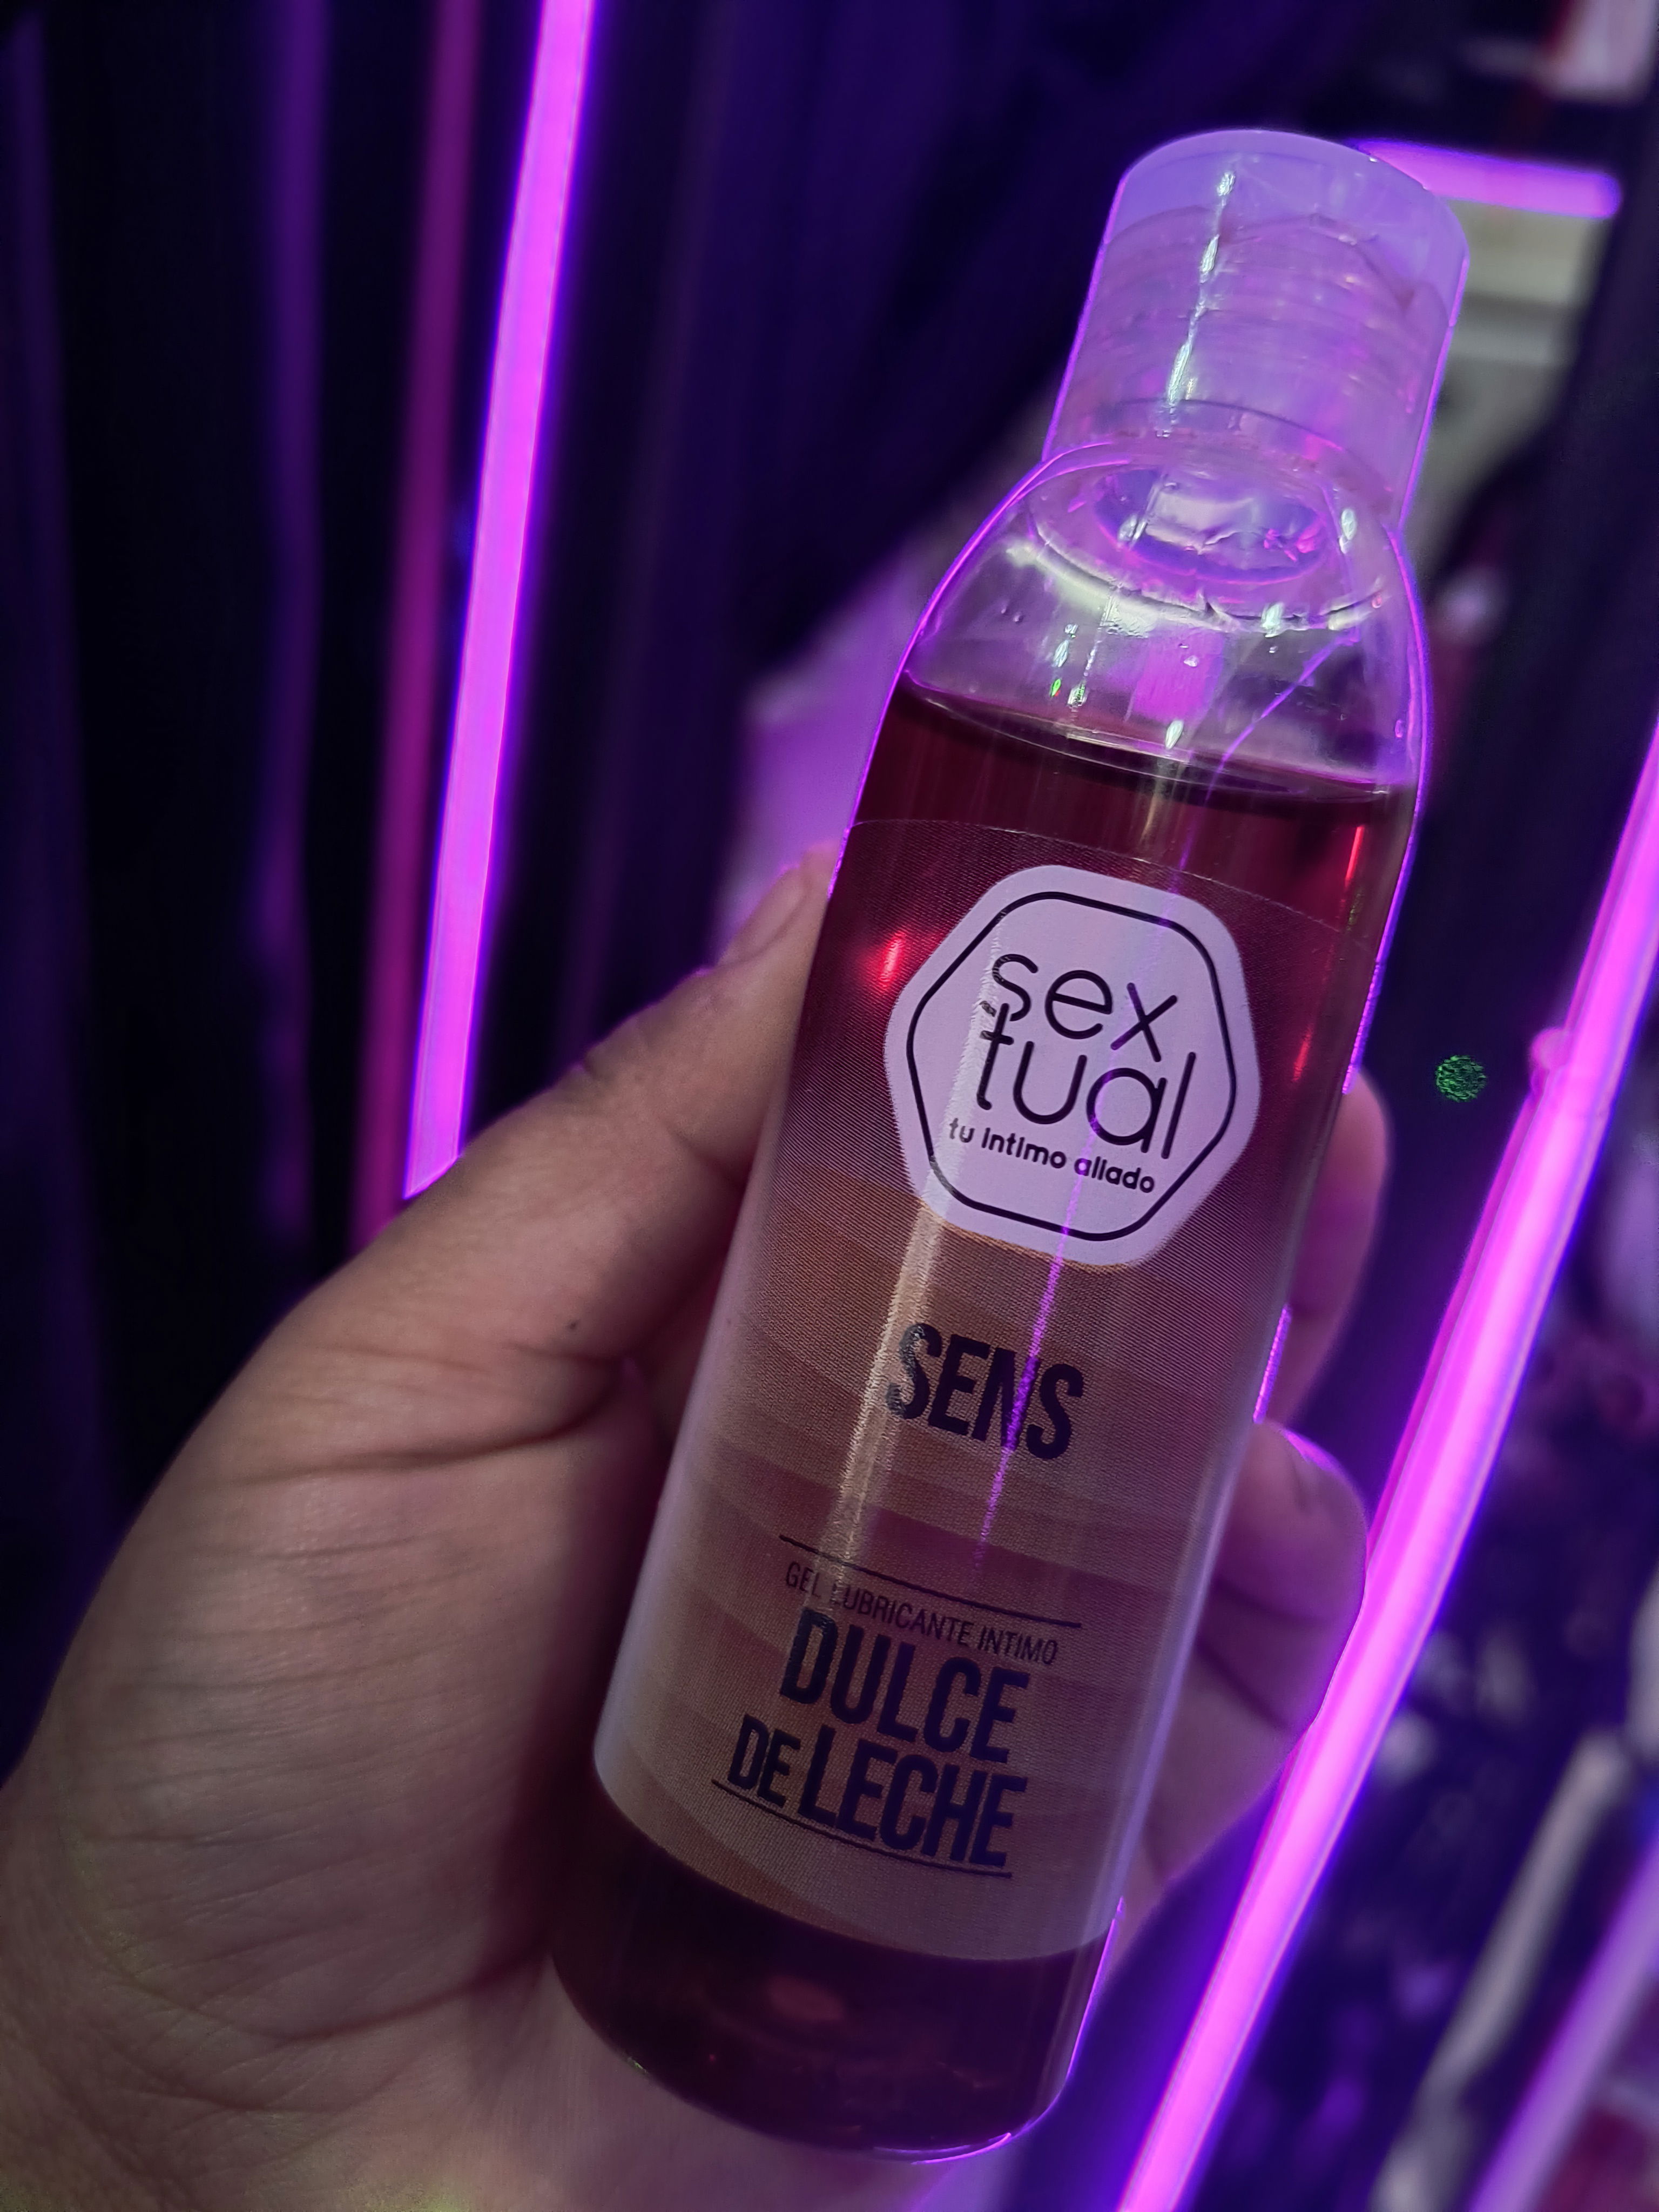 sex
tual
tu intimo aliado
SENS
GEL LUBRICANTE INTIMO
DULCE
DE LECHE